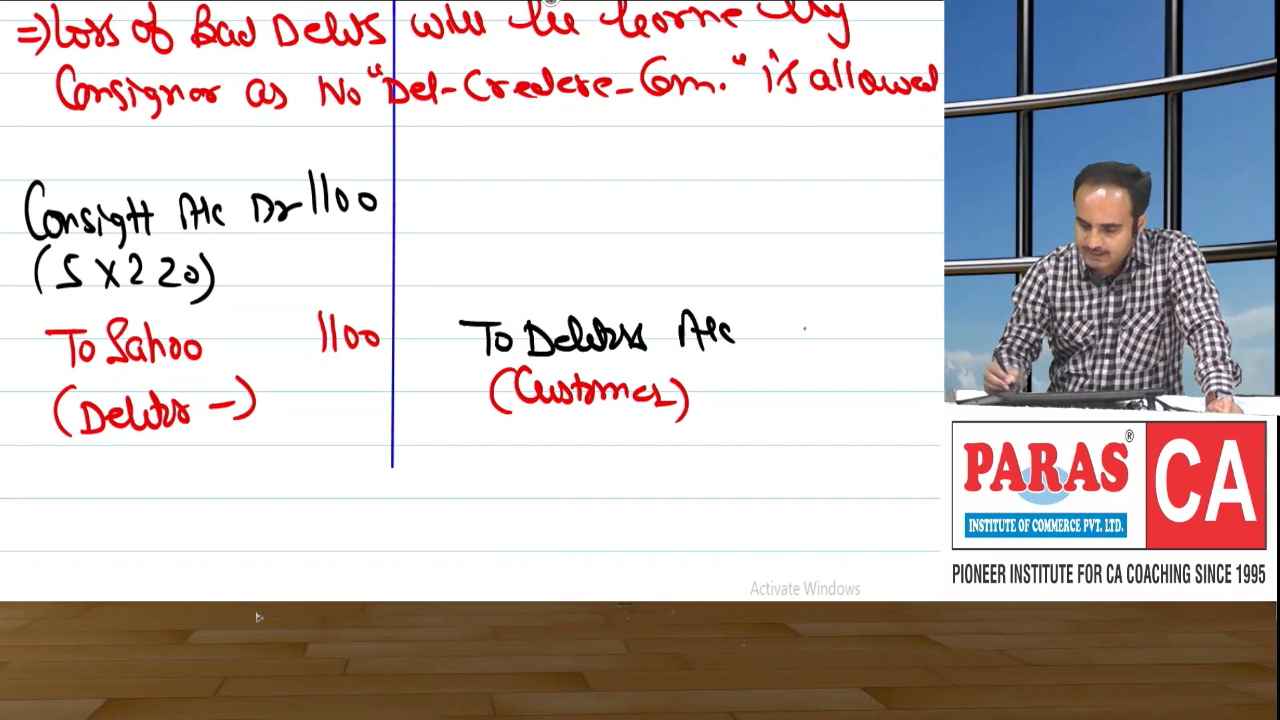 ⇒) Loss of Bad Debts will be borne by
Consignor as No "Del-Credere-Com." is allowed
Consigtt A/c Dr 1100
(5 X 220)
To Sahoo 1100
(Debtor -)
To Debtors A/c
(Customer)
Activate Windows
PARAS®
INSTITUTE OF COMMERCE PVT. LTD.
CA
PIONEER INSTITUTE FOR CA COACHING SINCE 1995